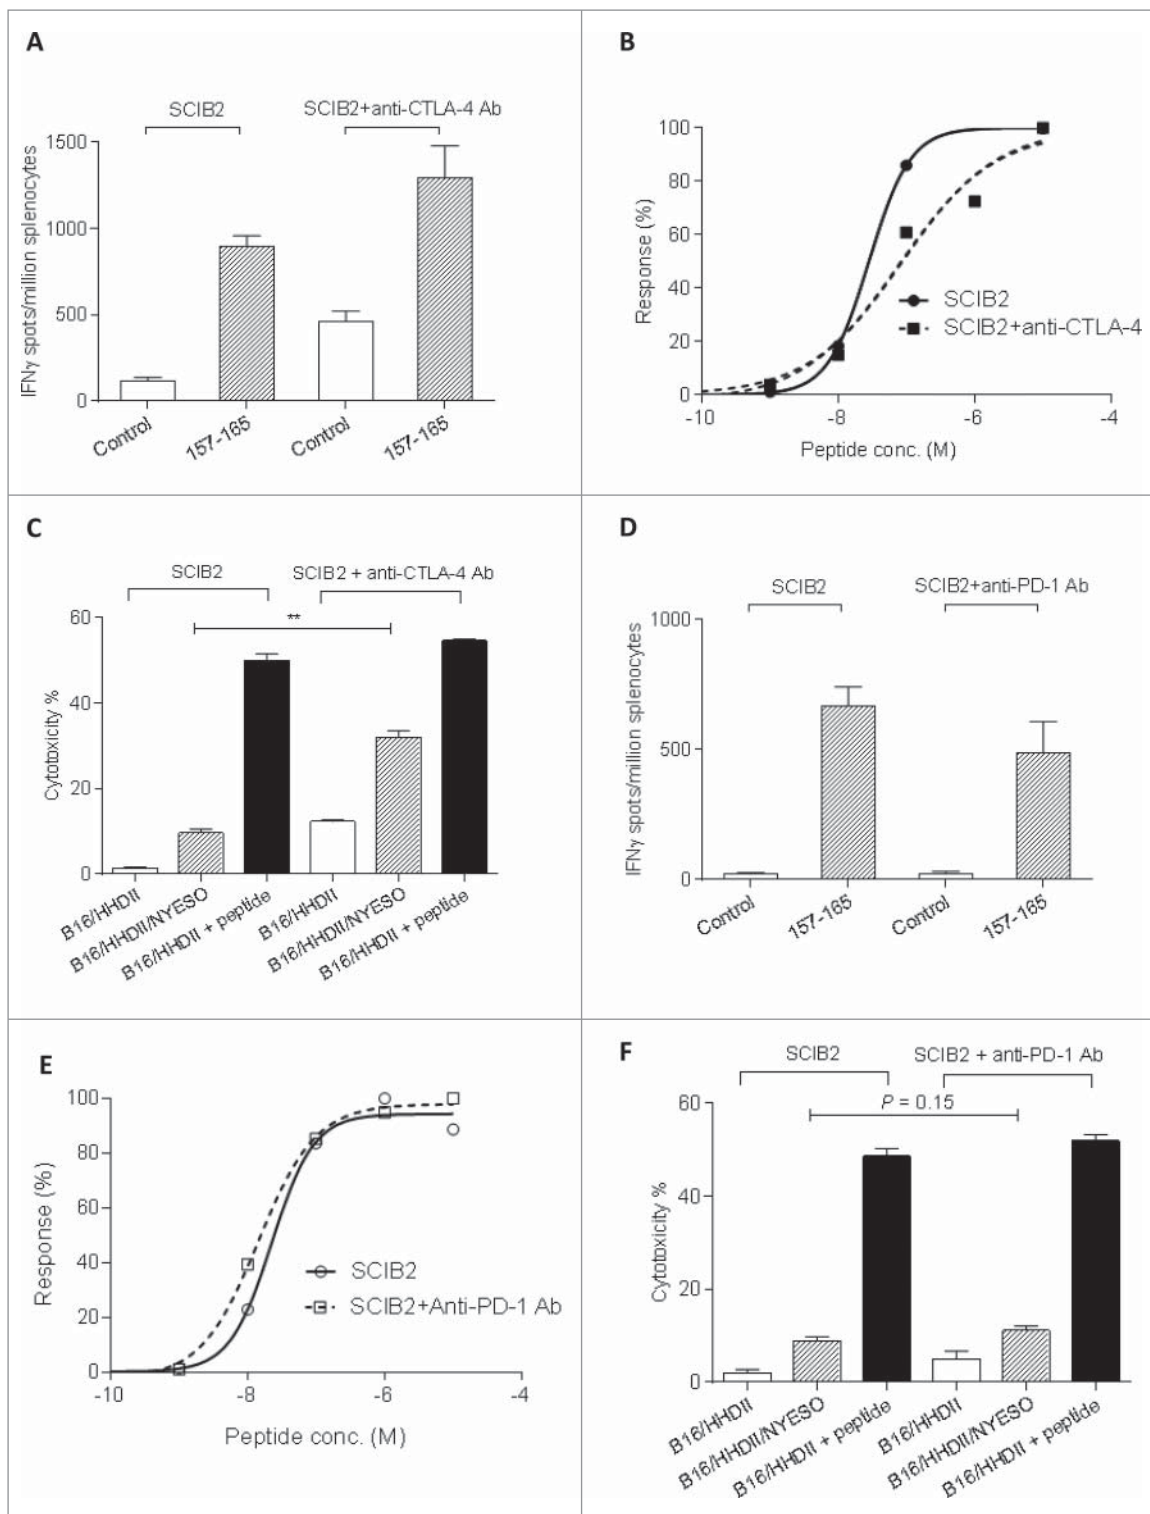 A
SCIB2
SCIB2+anti-CTLA-4 Ab
IFNγ spots/million splenocytes
1500
1000
500
0
Control
157-165
Control
157-165
B
Response (%)
100
80
60
40
20
0
SCIB2
SCIB2+anti-CTLA-4
-10
-8
-6
-4
Peptide conc. (M)
C
SCIB2
SCIB2 + anti-CTLA-4 Ab
**
Cytotoxicity %
60
40
20
0
B16/HHDII
B16/HHDII/NYESO
B16/HHDII + peptide
B16/HHDII
B16/HHDII/NYESO
B16/HHDII + peptide
D
SCIB2
SCIB2+anti-PD-1 Ab
IFNγ spots/million splenocytes
1000
500
0
Control
157-165
Control
157-165
E
Response (%)
100
80
60
40
20
0
SCIB2
SCIB2+Anti-PD-1 Ab
-10
-8
-6
-4
Peptide conc. (M)
F
SCIB2
SCIB2 + anti-PD-1 Ab
P = 0.15
Cytotoxicity %
60
40
20
0
B16/HHDII
B16/HHDII/NYESO
B16/HHDII + peptide
B16/HHDII
B16/HHDII/NYESO
B16/HHDII + peptide